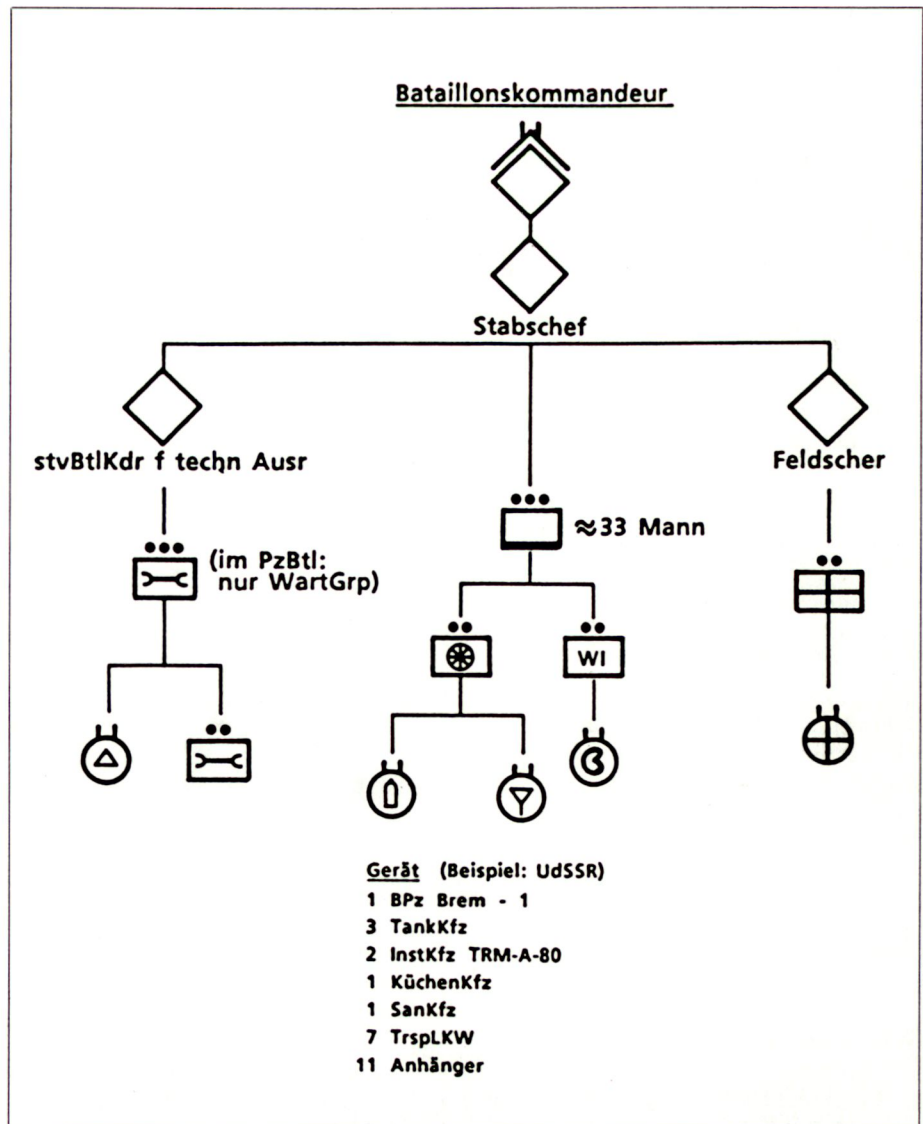 Bataillonskommandeur
Stabschef
stvBtlKdr f techn Ausr
Feldscher
≈33 Mann
(im PzBtl:
nur WartGrp)
WI
Gerät (Beispiel: UdSSR)
1 BPz Brem - 1
3 TankKfz
2 InstKfz TRM-A-80
1 KüchenKfz
1 SanKfz
7 TrspLKW
11 Anhänger